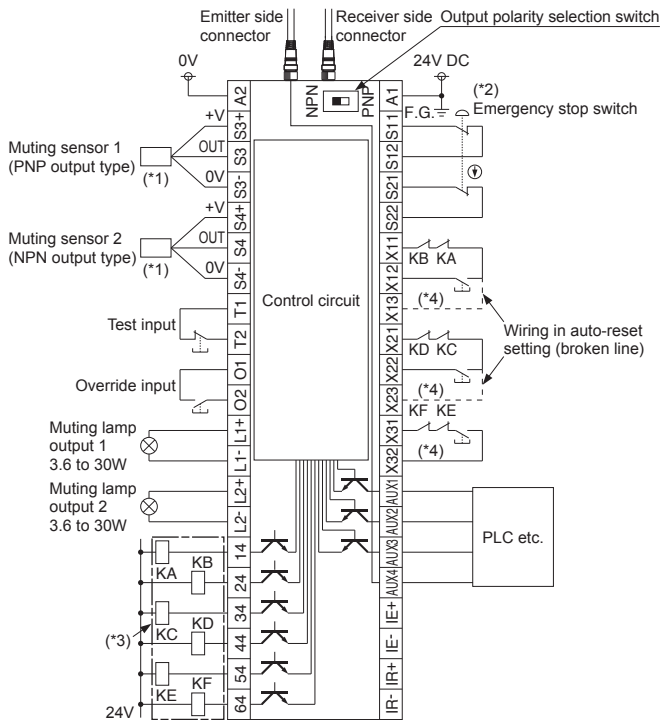 Emitter side
connector
Receiver side
connector
Output polarity selection switch
0V
24V DC
NPN
PNP
A2
A1
F.G.
(*2)
Emergency stop switch
Muting sensor 1
(PNP output type)
(*1)
+V
OUT
0V
S3+
S3
S3-
S11
S12
S21
S22
Muting sensor 2
(NPN output type)
(*1)
+V
OUT
0V
S4+
S4
S4-
X11
X12
X13
KB KA
(*4)
Control circuit
Test input
T1
T2
X21
X22
X23
KD KC
(*4)
Wiring in auto-reset
setting (broken line)
Override input
O1
O2
X31
X32
KF KE
(*4)
Muting lamp
output 1
3.6 to 30W
L1+
L1-
Muting lamp
output 2
3.6 to 30W
L2+
L2-
AUX1
AUX2
AUX3
AUX4
PLC etc.
14
24
34
44
54
64
KA
KB
KC
KD
KE
KF
(*3)
24V
IE+
IE-
IR+
IR-